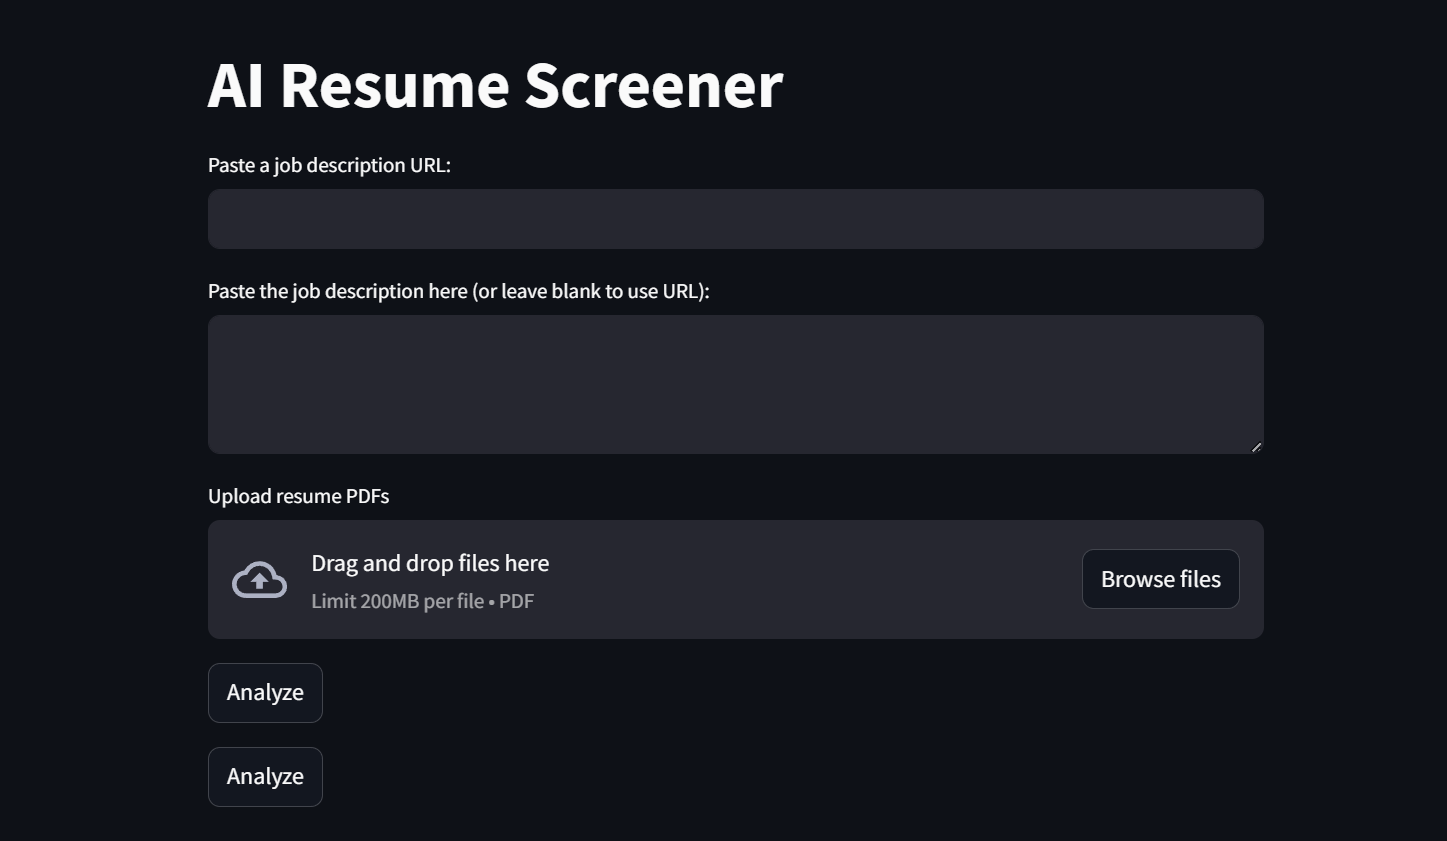 AI Resume Screener
Paste a job description URL:
Paste the job description here (or leave blank to use URL):
Upload resume PDFs
Drag and drop files here
Limit 200MB per file • PDF
Browse files
Analyze
Analyze